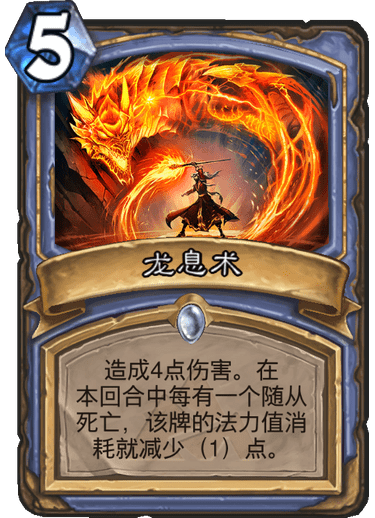 5
龙息术
造成4点伤害。在
本回合中每有一个随从
死亡，该牌的法力值消
耗就减少（1）点。